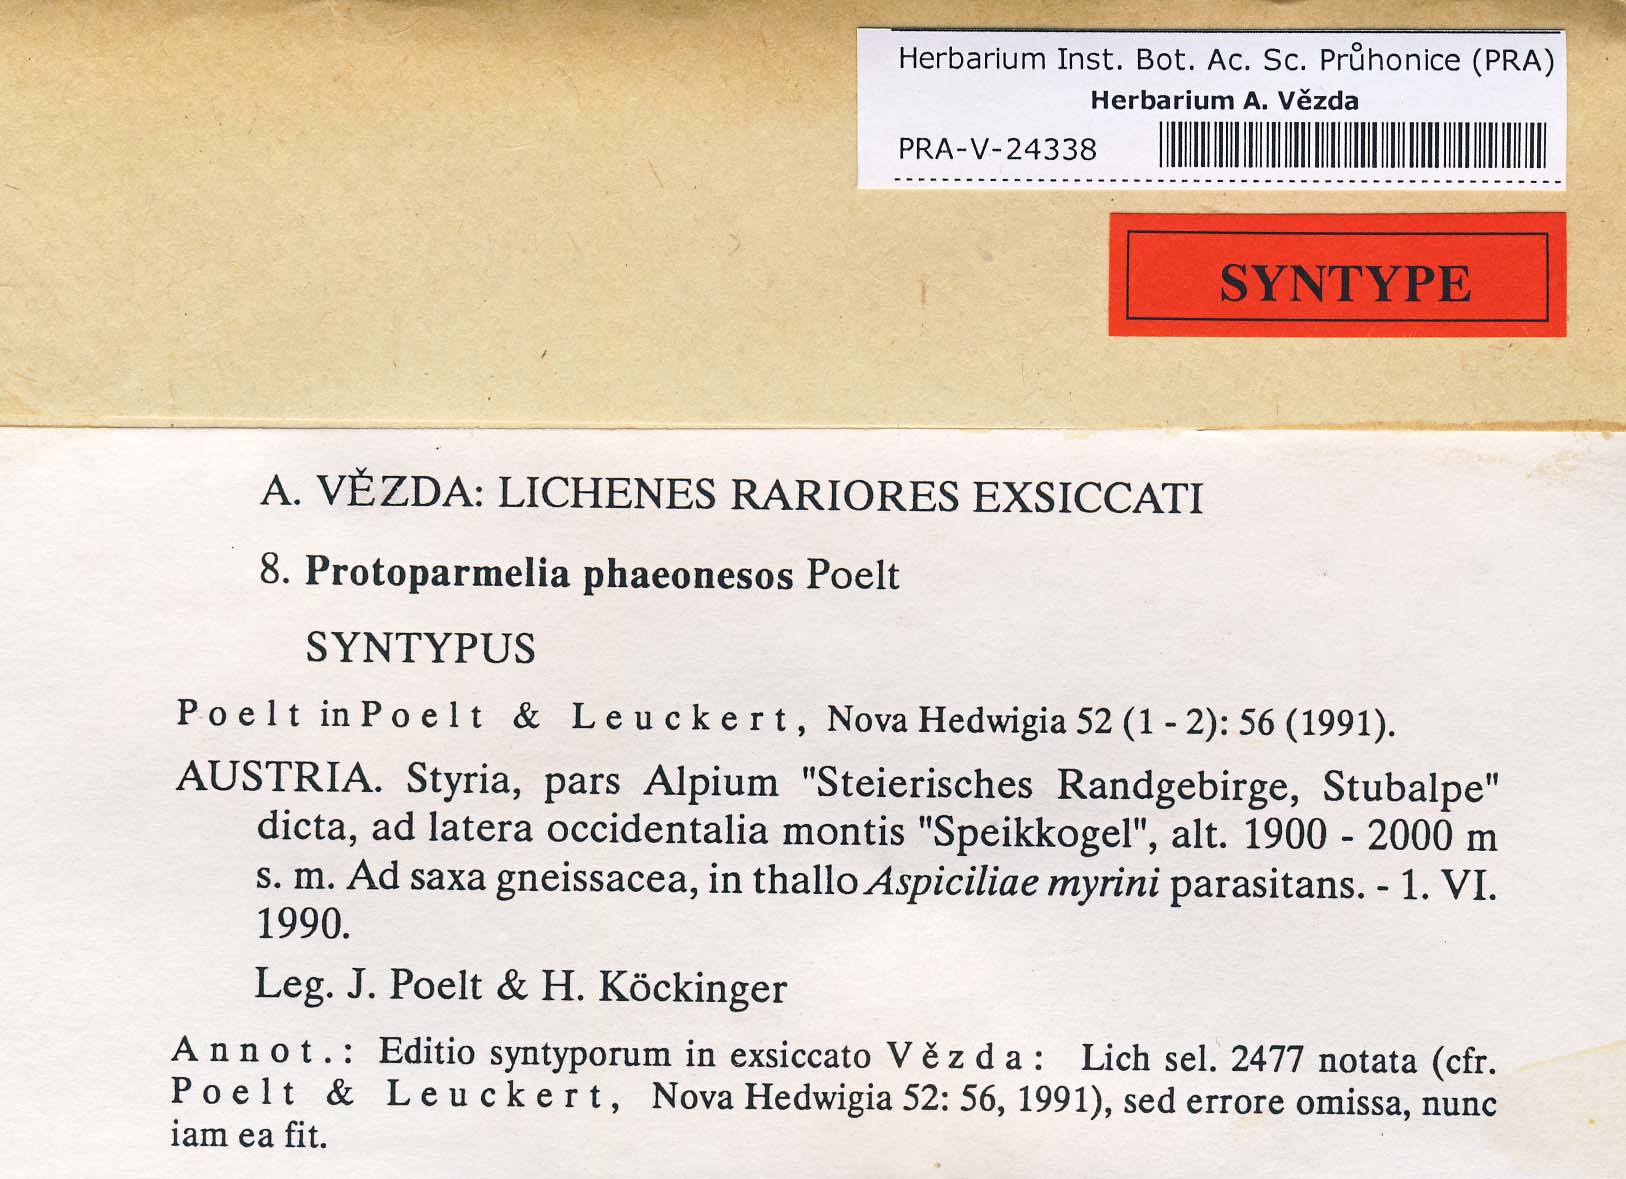 Herbarium Inst. Bot. Ac. Sc. Průhonice (PRA)
Herbarium A. Vězda
PRA-V-24338
SYNTYPE
A. VĚZDA: LICHENES RARIORES EXSICCATI
8. Protoparmelia phaeonesos Poelt
SYNTYPUS
Poelt in Poelt & Leuckert, Nova Hedwigia 52 (1 - 2): 56 (1991).
AUSTRIA. Styria, pars Alpium "Steierisches Randgebirge, Stubalpe"
dicta, ad latera occidentalia montis "Speikkogel", alt. 1900 - 2000 m
s. m. Ad saxa gneissacea, in thallo Aspiciliae myrini parasitans. - 1. VI.
1990.
Leg. J. Poelt & H. Köckinger
Annot.: Editio syntyporum in exsiccato Vězda: Lich sel. 2477 notata (cfr.
Poelt & Leuckert, Nova Hedwigia 52: 56, 1991), sed errore omissa, nunc
iam ea fit.